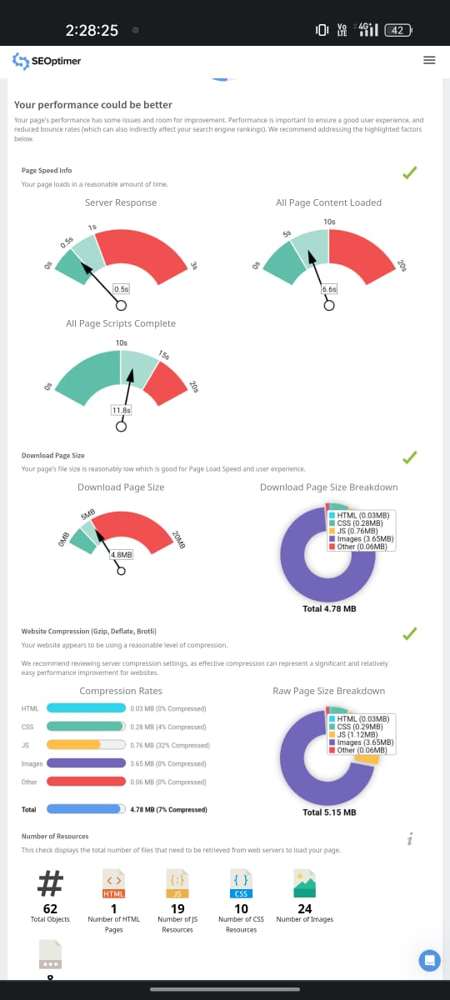 2:28:25
Vo LTE 4G+ 42
SEOptimer
Your performance could be better
Your page's performance has some issues and room for improvement. Performance is important to ensure a good user experience, and
reduced bounce rates (which can also indirectly affect your search engine rankings). We recommend addressing the highlighted factors
below.
Page Speed Info
Your page loads in a reasonable amount of time.
Server Response
0s
0.5s
1s
3s
0.5s
All Page Content Loaded
0s
5s
10s
20s
6.6s
All Page Scripts Complete
0s
10s
15s
20s
11.8s
Download Page Size
Your page's file size is reasonably low which is good for Page Load Speed and user experience.
Download Page Size
0MB
5MB
20MB
4.8MB
Download Page Size Breakdown
HTML (0.03MB)
CSS (0.28MB)
JS (0.76MB)
Images (3.65MB)
Other (0.06MB)
Total 4.78 MB
Website Compression (Gzip, Deflate, Brotli)
Your website appears to be using a reasonable level of compression.
We recommend reviewing server compression settings, as effective compression can represent a significant and relatively
easy performance improvement for websites.
Compression Rates
HTML 0.03 MB (0% Compressed)
CSS 0.28 MB (4% Compressed)
JS 0.76 MB (32% Compressed)
Images 3.65 MB (0% Compressed)
Other 0.06 MB (0% Compressed)
Total 4.78 MB (7% Compressed)
Raw Page Size Breakdown
HTML (0.03MB)
CSS (0.29MB)
JS (1.12MB)
Images (3.65MB)
Other (0.06MB)
Total 5.15 MB
Number of Resources
i
This check displays the total number of files that need to be retrieved from web servers to load your page.
#
62
Total Objects
< >
HTML
1
Number of HTML
Pages
{;}
JS
19
Number of JS
Resources
{ }
CSS
10
Number of CSS
Resources
24
Number of Images